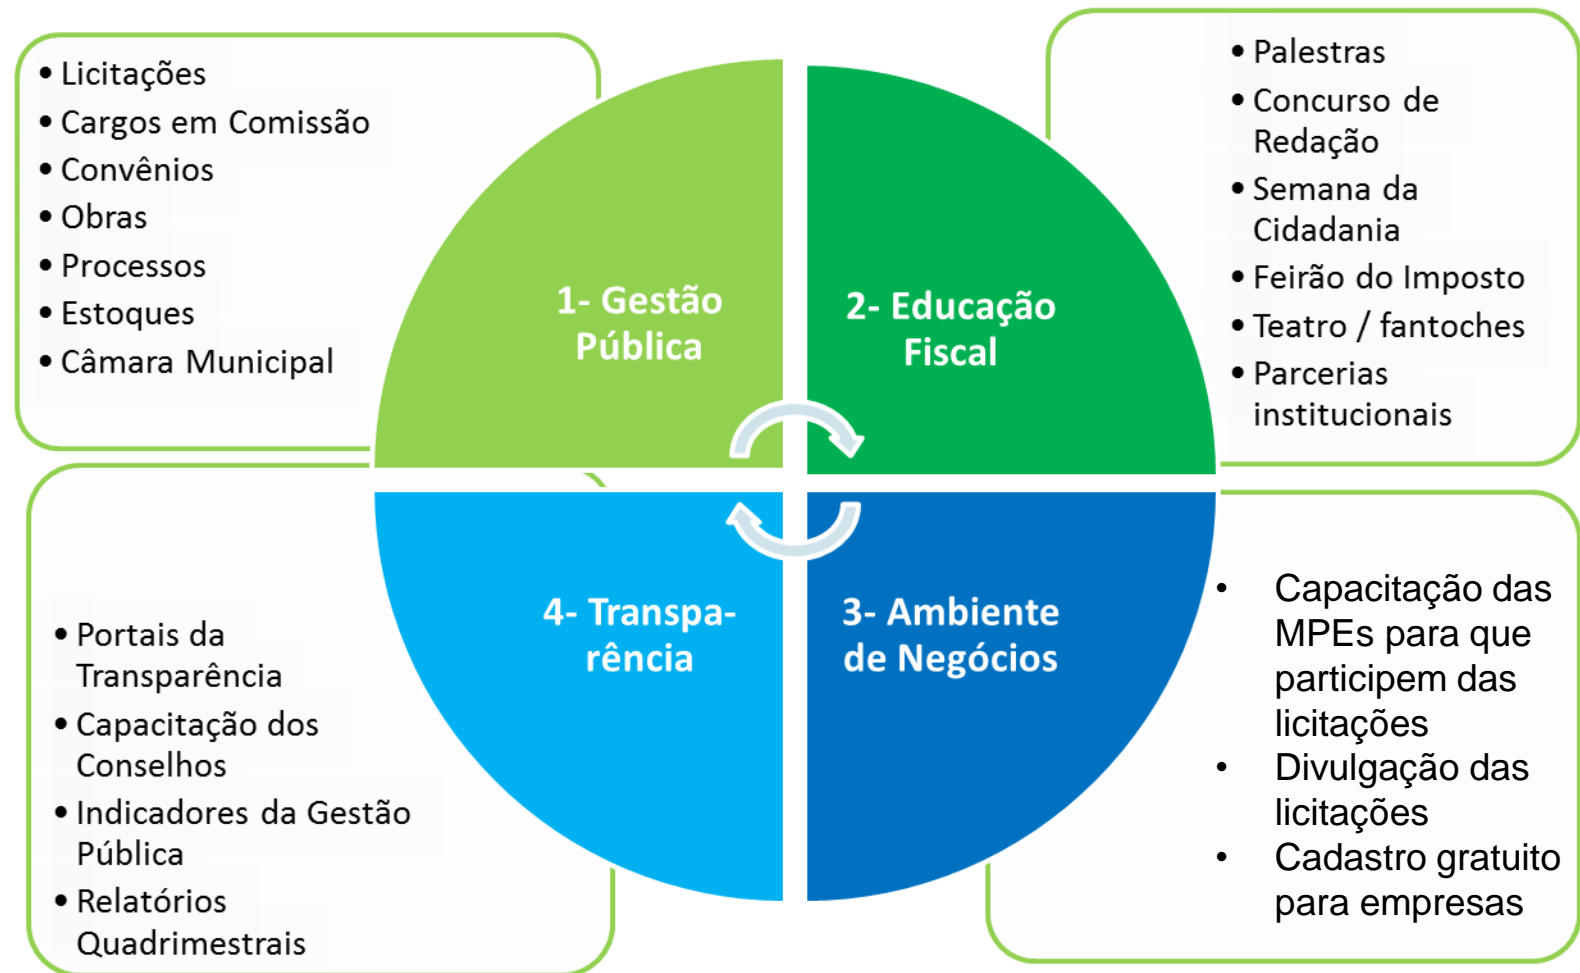 • Licitações
• Cargos em Comissão
• Convênios
• Obras
• Processos
• Estoques
• Câmara Municipal
1- Gestão
Pública
2- Educação
Fiscal
• Palestras
• Concurso de
Redação
• Semana da
Cidadania
• Feirão do Imposto
• Teatro / fantoches
• Parcerias
institucionais
• Portais da
Transparência
• Capacitação dos
Conselhos
• Indicadores da Gestão
Pública
• Relatórios
Quadrimestrais
4- Transpa-
rência
3- Ambiente
de Negócios
• Capacitação das
MPEs para que
participem das
licitações
• Divulgação das
licitações
• Cadastro gratuito
para empresas